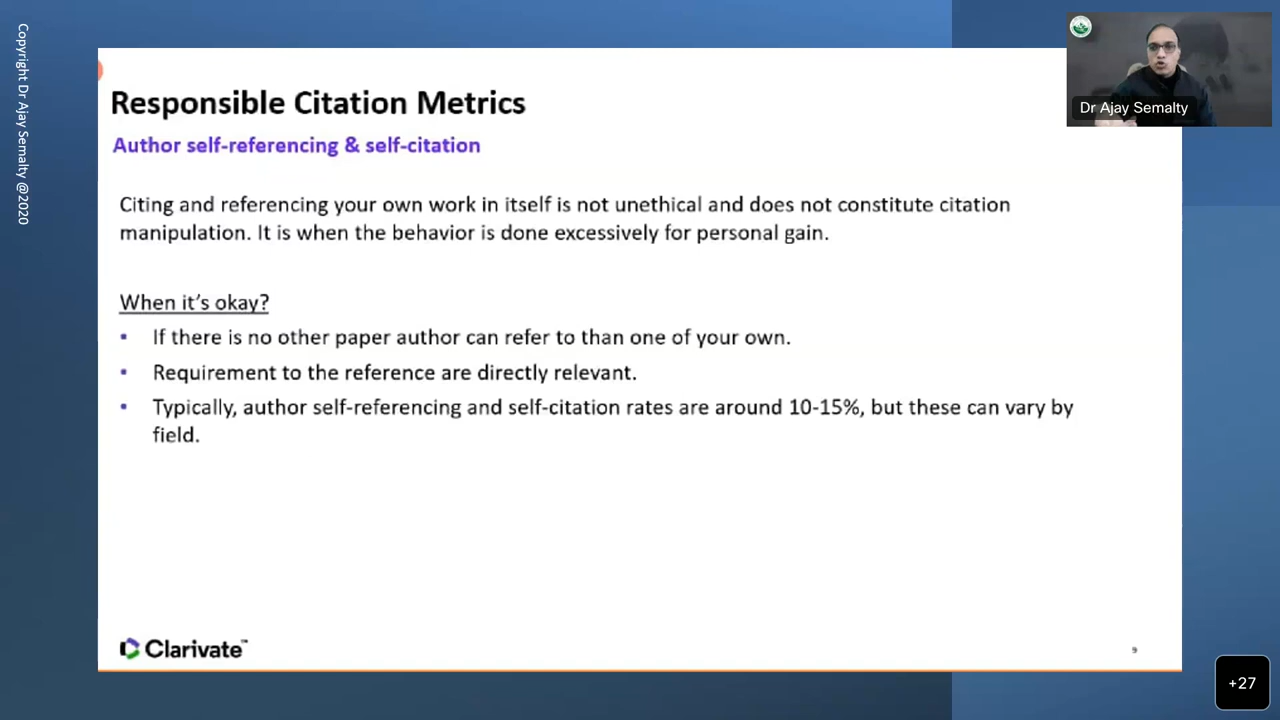 Copyright Dr Ajay Semalty @2020
Dr Ajay Semalty
Responsible Citation Metrics
Author self-referencing & self-citation
Citing and referencing your own work in itself is not unethical and does not constitute citation
manipulation. It is when the behavior is done excessively for personal gain.
When it's okay?
• If there is no other paper author can refer to than one of your own.
• Requirement to the reference are directly relevant.
• Typically, author self-referencing and self-citation rates are around 10-15%, but these can vary by
field.
Clarivate™
9
+27